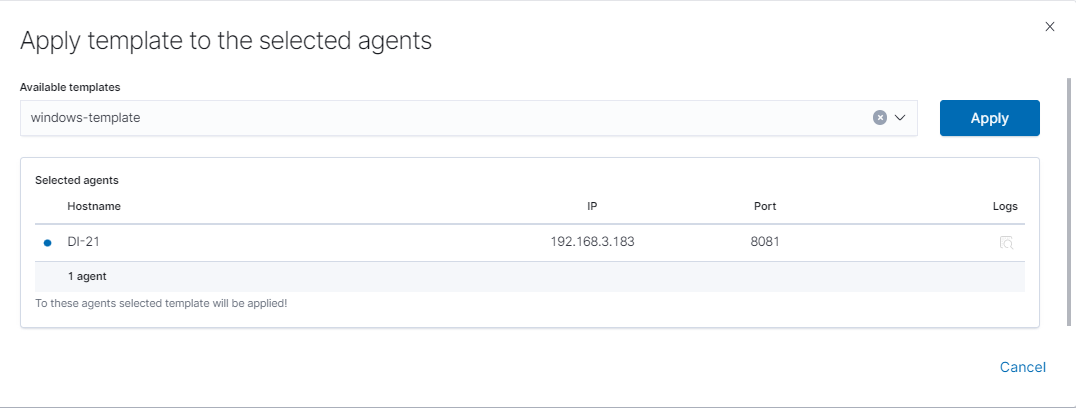 Apply template to the selected agents
Available templates
windows-template
Apply
Selected agents
Hostname IP Port Logs
DI-21 192.168.3.183 8081
1 agent
To these agents selected template will be applied!
Cancel